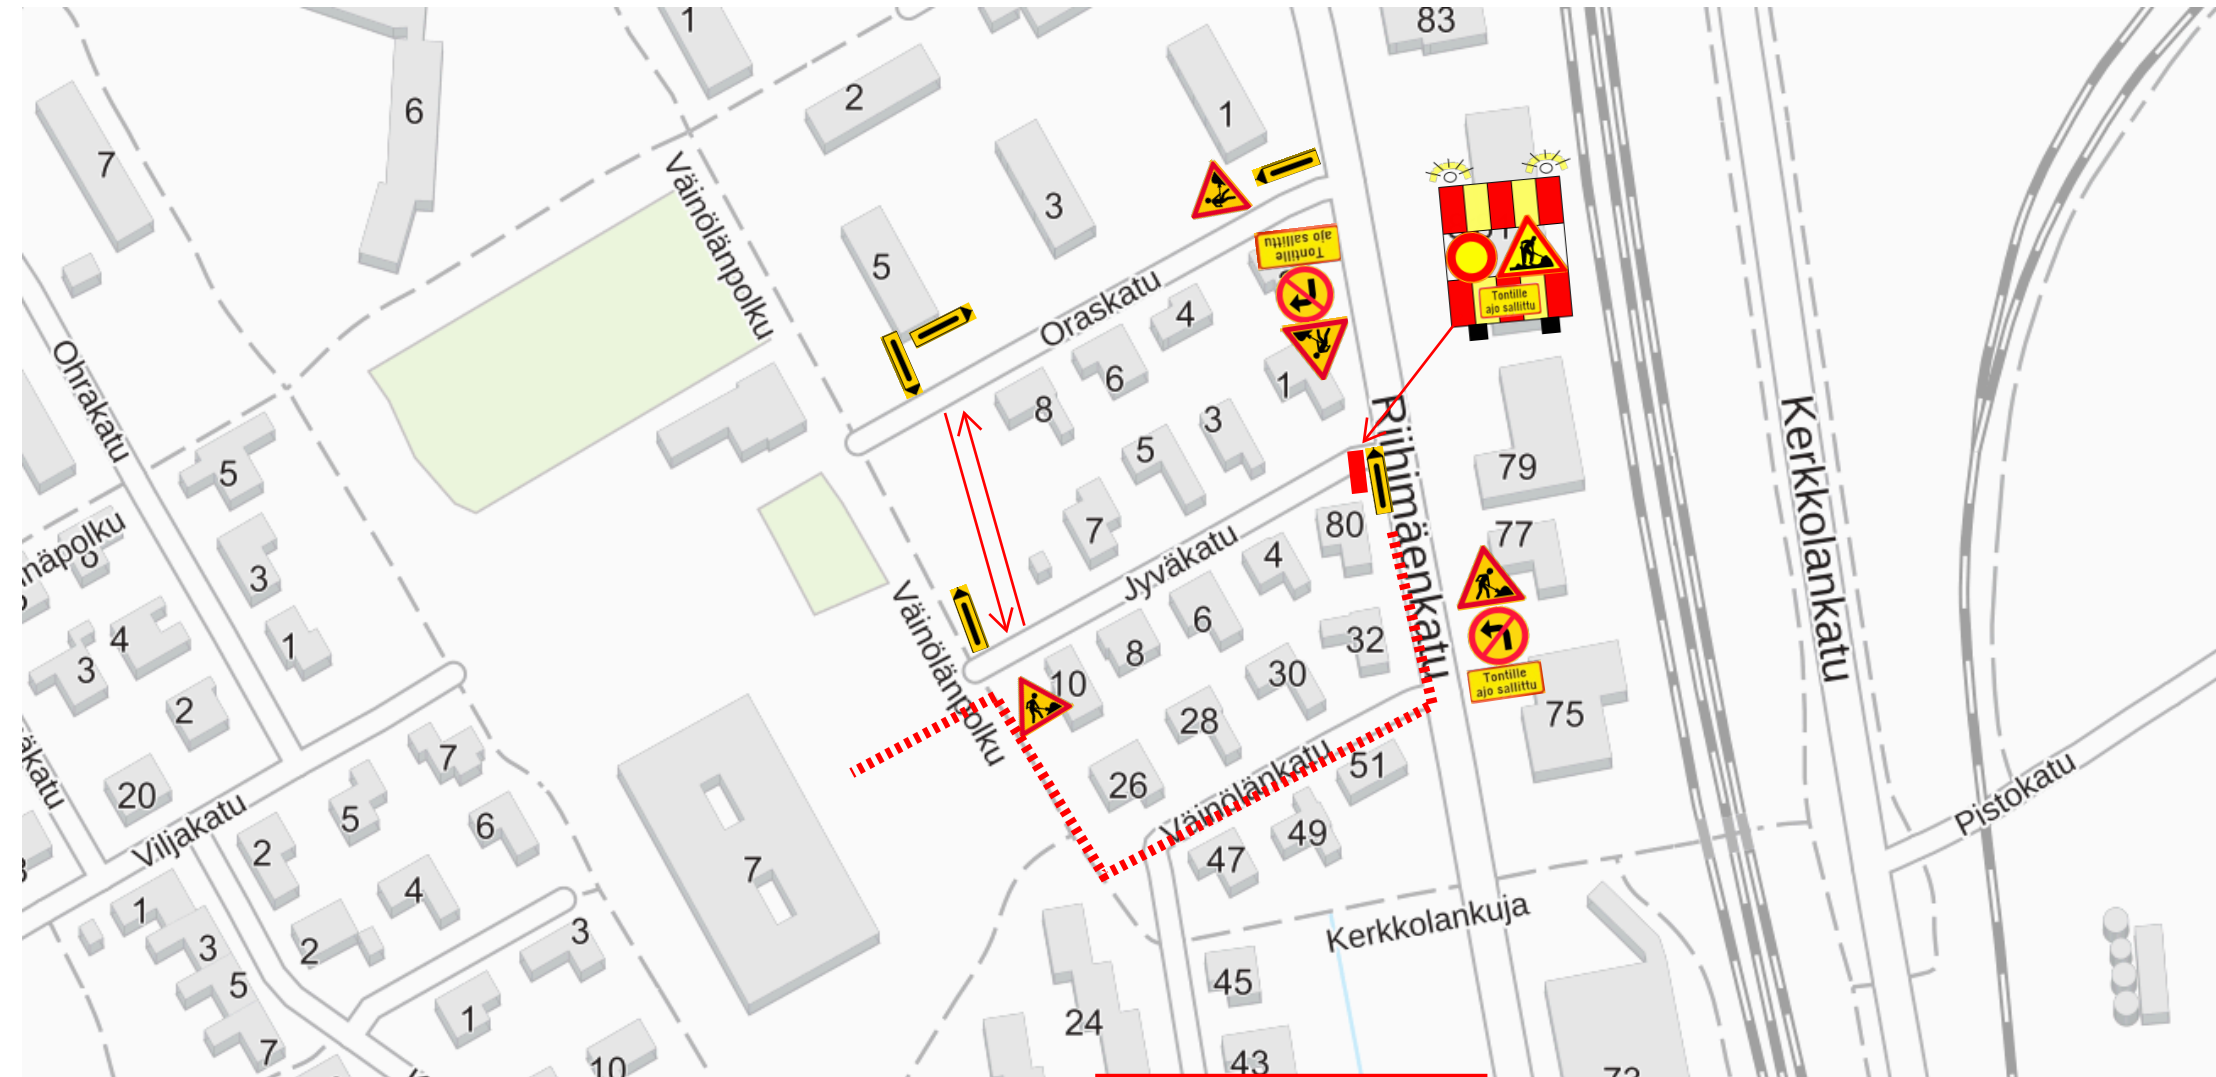 1
83
6
2
1
7
Väinölänpolku
3
5
Tontille
ajo sallittu
Oraskatu
4
Tontille
ajo sallittu
Ohrakatu
6
1
8
3
Riihimäenkatu
Kerkkolankatu
5
5
79
7
80
77
Jyväkatu
4
näpolku
3
6
Väinölänpolku
4
1
8
32
3
10
30
Tontille
ajo sallittu
2
28
75
7
Väinölänkatu
51
äkatu
20
5
26
Pistokatu
Viljakatu
2
6
49
47
7
4
1
Kerkkolankuja
3
3
2
5
45
1
24
7
43
10
73